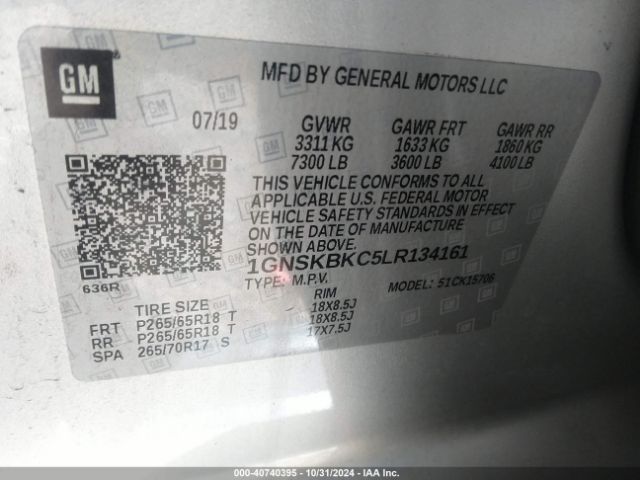 GM
MFD BY GENERAL MOTORS LLC
07/19 GVWR GAWR FRT GAWR RR
3311 KG 1633 KG 1860 KG
7300 LB 3600 LB 4100 LB
THIS VEHICLE CONFORMS TO ALL
APPLICABLE U.S. FEDERAL MOTOR
VEHICLE SAFETY STANDARDS IN EFFECT
ON THE DATE OF MANUFACTURE
SHOWN ABOVE.
1GNSKBKC5LR134161
636R TYPE: M.P.V. MODEL: 51CK15706
TIRE SIZE RIM
FRT P265/65R18 T 18X8.5J
RR P265/65R18 T 18X8.5J
SPA 265/70R17 S 17X7.5J
000-40740395 - 10/31/2024 - IAAI.COM